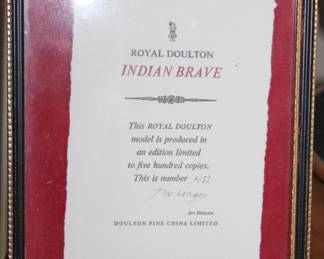 ROYAL DOULTON
INDIAN BRAVE
This ROYAL DOULTON
model is produced in
an edition limited
to five hundred copies.
This is number
Art Director
DOULTON FINE CHINA LIMITED